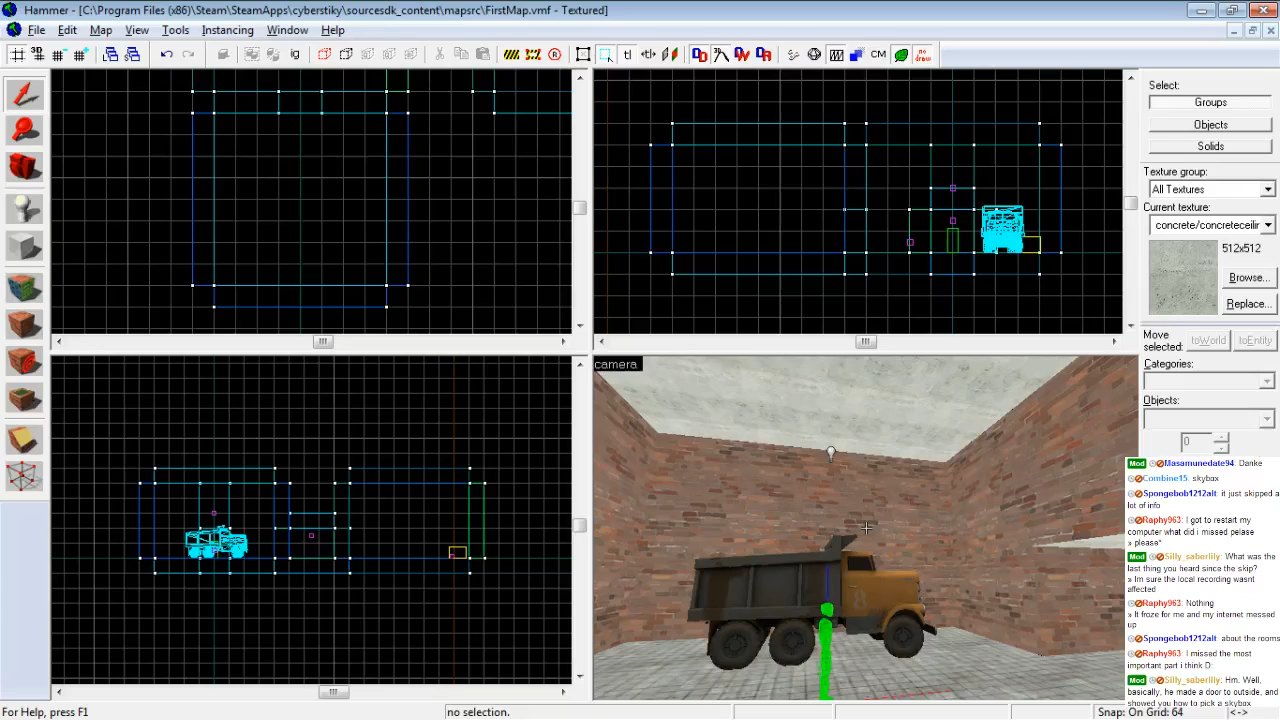 Hammer - [C:\Program Files (x86)\Steam\SteamApps\cyberstiky\sourcesdk_content\mapsrc\FirstMap.vmf - Textured]
File Edit Map View Tools Instancing Window Help
3D ig tl CM no draw
Select:
Groups
Objects
Solids
Texture group:
All Textures
Current texture:
concrete/concreteceilir
512x512
Browse...
Replace...
Move selected: toWorld toEntity
Categories:
Objects:
0
camera
Mod Masamunedate94: Danke
Combine15: skybox
Spongebob1212alt: it just skipped a
lot of info
Raphy963: I got to restart my
computer what did i missed pelase
» please*
Mod Silly_saberlily: What was the
last thing you heard since the skip?
» Im sure the local recording wasnt
affected
Raphy963: Nothing
» It froze for me and my internet messed
up
Spongebob1212alt: about the rooms
Raphy963: I missed the most
important part i think D:
Mod Silly_saberlily: Hm. Well,
basically, he made a door to outside, and
showed you how to pick a skybox
For Help, press F1
no selection.
Snap: On Grid: 64
<->